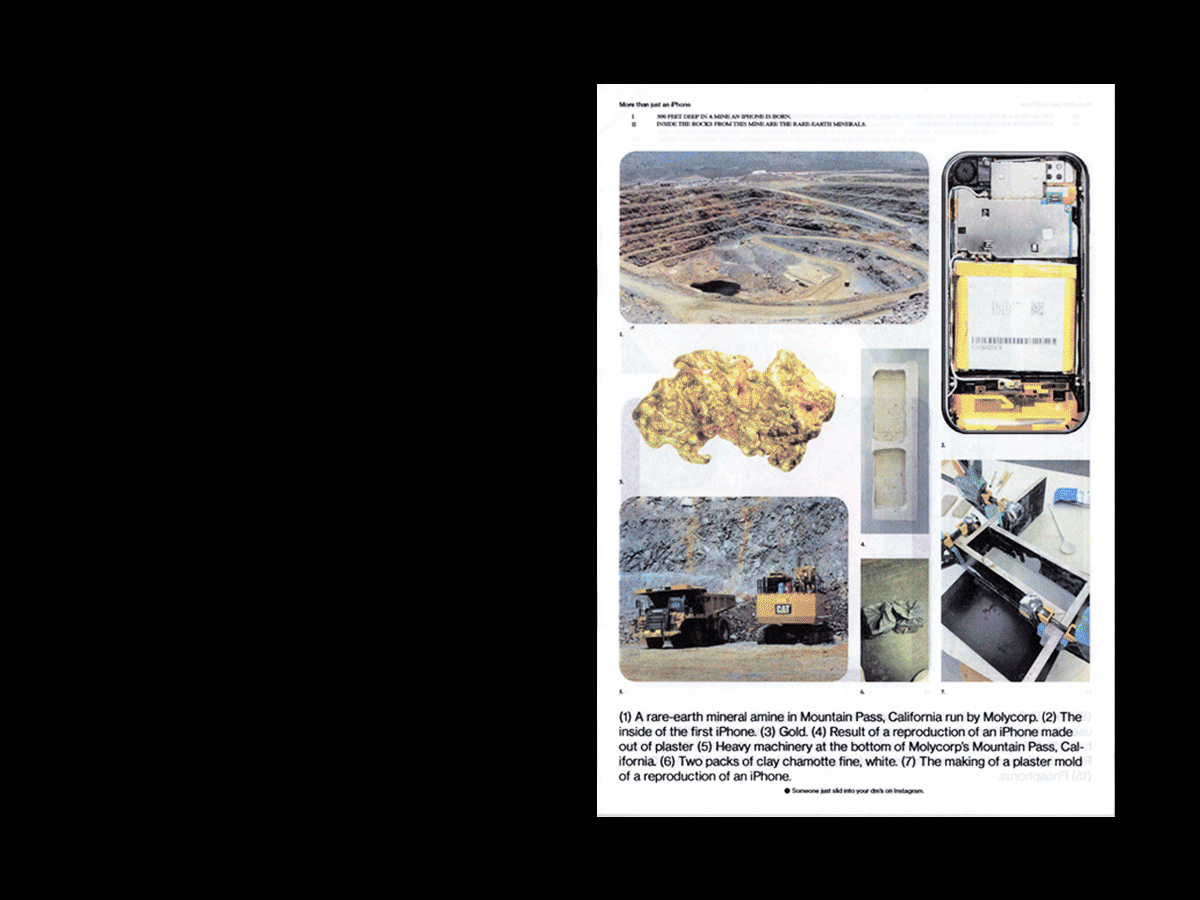 More than just an iPhone
I 500 FEET DEEP IN A MINE AN IPHONE IS BORN.
II INSIDE THE ROCKS FROM THIS MINE ARE THE RARE-EARTH MINERALS.
1.
2.
3.
CAT
4.
5.
6.
7.
(1) A rare-earth mineral amine in Mountain Pass, California run by Molycorp. (2) The
inside of the first iPhone. (3) Gold. (4) Result of a reproduction of an iPhone made
out of plaster (5) Heavy machinery at the bottom of Molycorp's Mountain Pass, Cal-
ifornia. (6) Two packs of clay chamotte fine, white. (7) The making of a plaster mold
of a reproduction of an iPhone.
● Someone just slid into your dm's on Instagram.